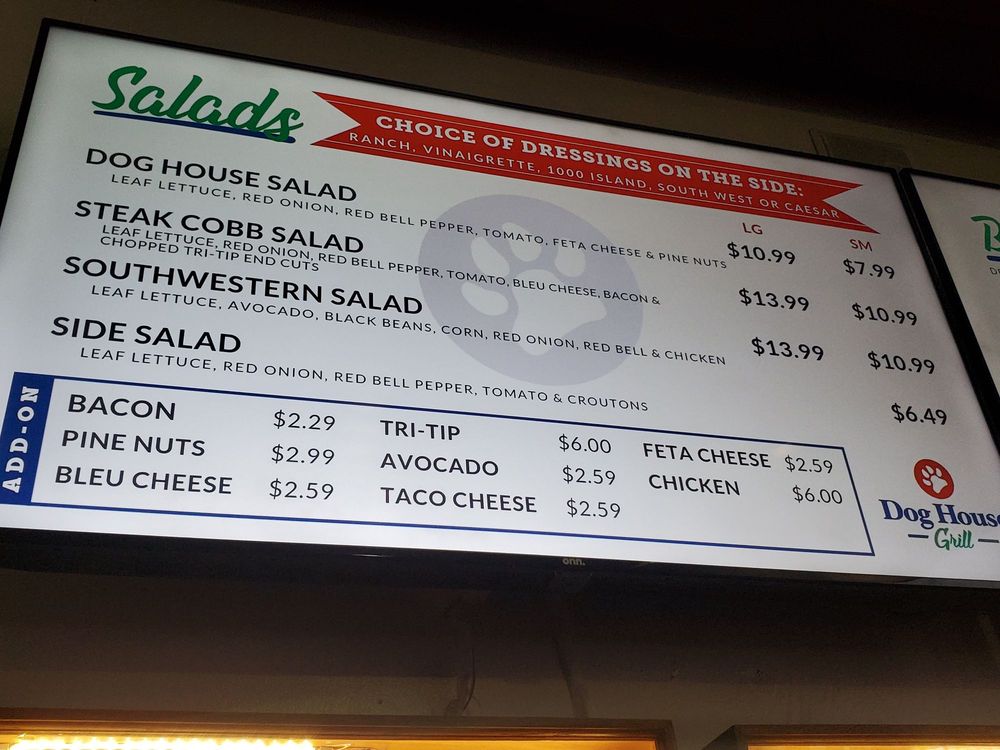 Salads
CHOICE OF DRESSINGS ON THE SIDE:
RANCH, VINAIGRETTE, 1000 ISLAND, SOUTH WEST OR CAESAR
LG SM
DOG HOUSE SALAD $10.99 $7.99
LEAF LETTUCE, RED ONION, RED BELL PEPPER, TOMATO, FETA CHEESE & PINE NUTS
STEAK COBB SALAD $13.99 $10.99
LEAF LETTUCE, RED ONION, RED BELL PEPPER, TOMATO, BLEU CHEESE, BACON &
CHOPPED TRI-TIP END CUTS
SOUTHWESTERN SALAD $13.99 $10.99
LEAF LETTUCE, AVOCADO, BLACK BEANS, CORN, RED ONION, RED BELL & CHICKEN
SIDE SALAD $6.49
LEAF LETTUCE, RED ONION, RED BELL PEPPER, TOMATO & CROUTONS
ADD-ON
BACON $2.29 TRI-TIP $6.00 FETA CHEESE $2.59
PINE NUTS $2.99 AVOCADO $2.59 CHICKEN $6.00
BLEU CHEESE $2.59 TACO CHEESE $2.59
Dog House
Grill
onn.